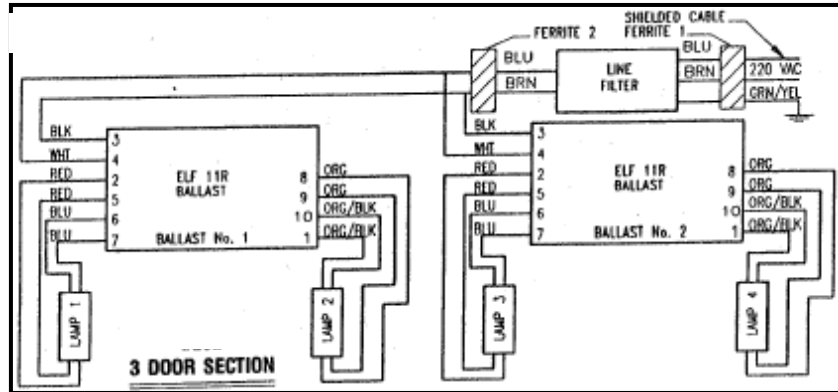 SHIELDED CABLE
FERRITE 2
FERRITE 1
BLU
BLU
BRN
LINE
FILTER
BRN
220 VAC
GRN/YEL
BLK
3
WHT
4
RED
2
RED
5
BLU
6
BLU
7
ELF 11R
BALLAST
BALLAST No. 1
8
ORG
9
ORG
10
ORG/BLK
1
ORG/BLK
BLK
3
WHT
4
RED
2
RED
5
BLU
6
BLU
7
ELF 11R
BALLAST
BALLAST No. 2
8
ORG
9
ORG
10
ORG/BLK
1
ORG/BLK
LAMP 1
LAMP 2
LAMP 3
LAMP 4
3 DOOR SECTION